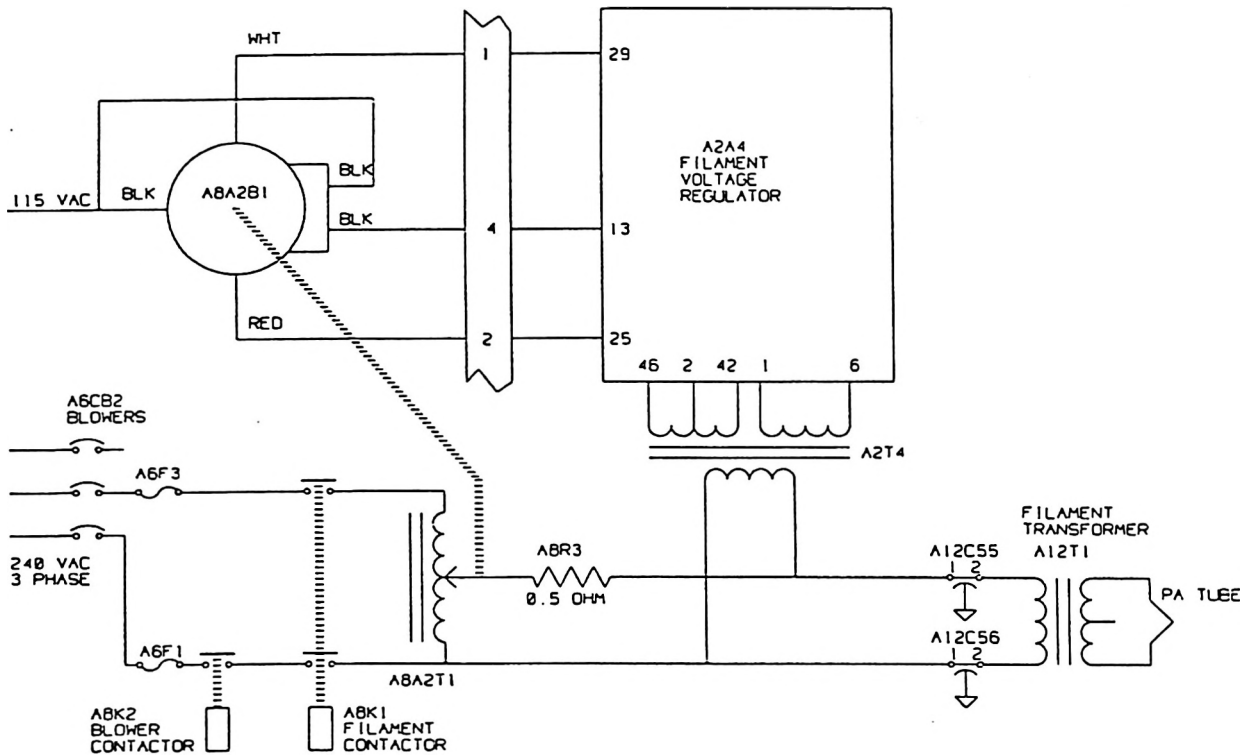 WHT
1
29
A2A4
FILAMENT
VOLTAGE
REGULATOR
BLK
115 VAC
BLK
A8A2B1
BLK
4
13
RED
2
25
46 2 42 1 6
A6CB2
BLOWERS
A2T4
A6F3
240 VAC
3 PHASE
A8R3
0.5 OHM
FILAMENT
TRANSFORMER
A12T1
A12C55
1 2
PA TUBE
A12C56
1 2
A6F1
A8A2T1
A8K2
BLOWER
CONTACTOR
A8K1
FILAMENT
CONTACTOR